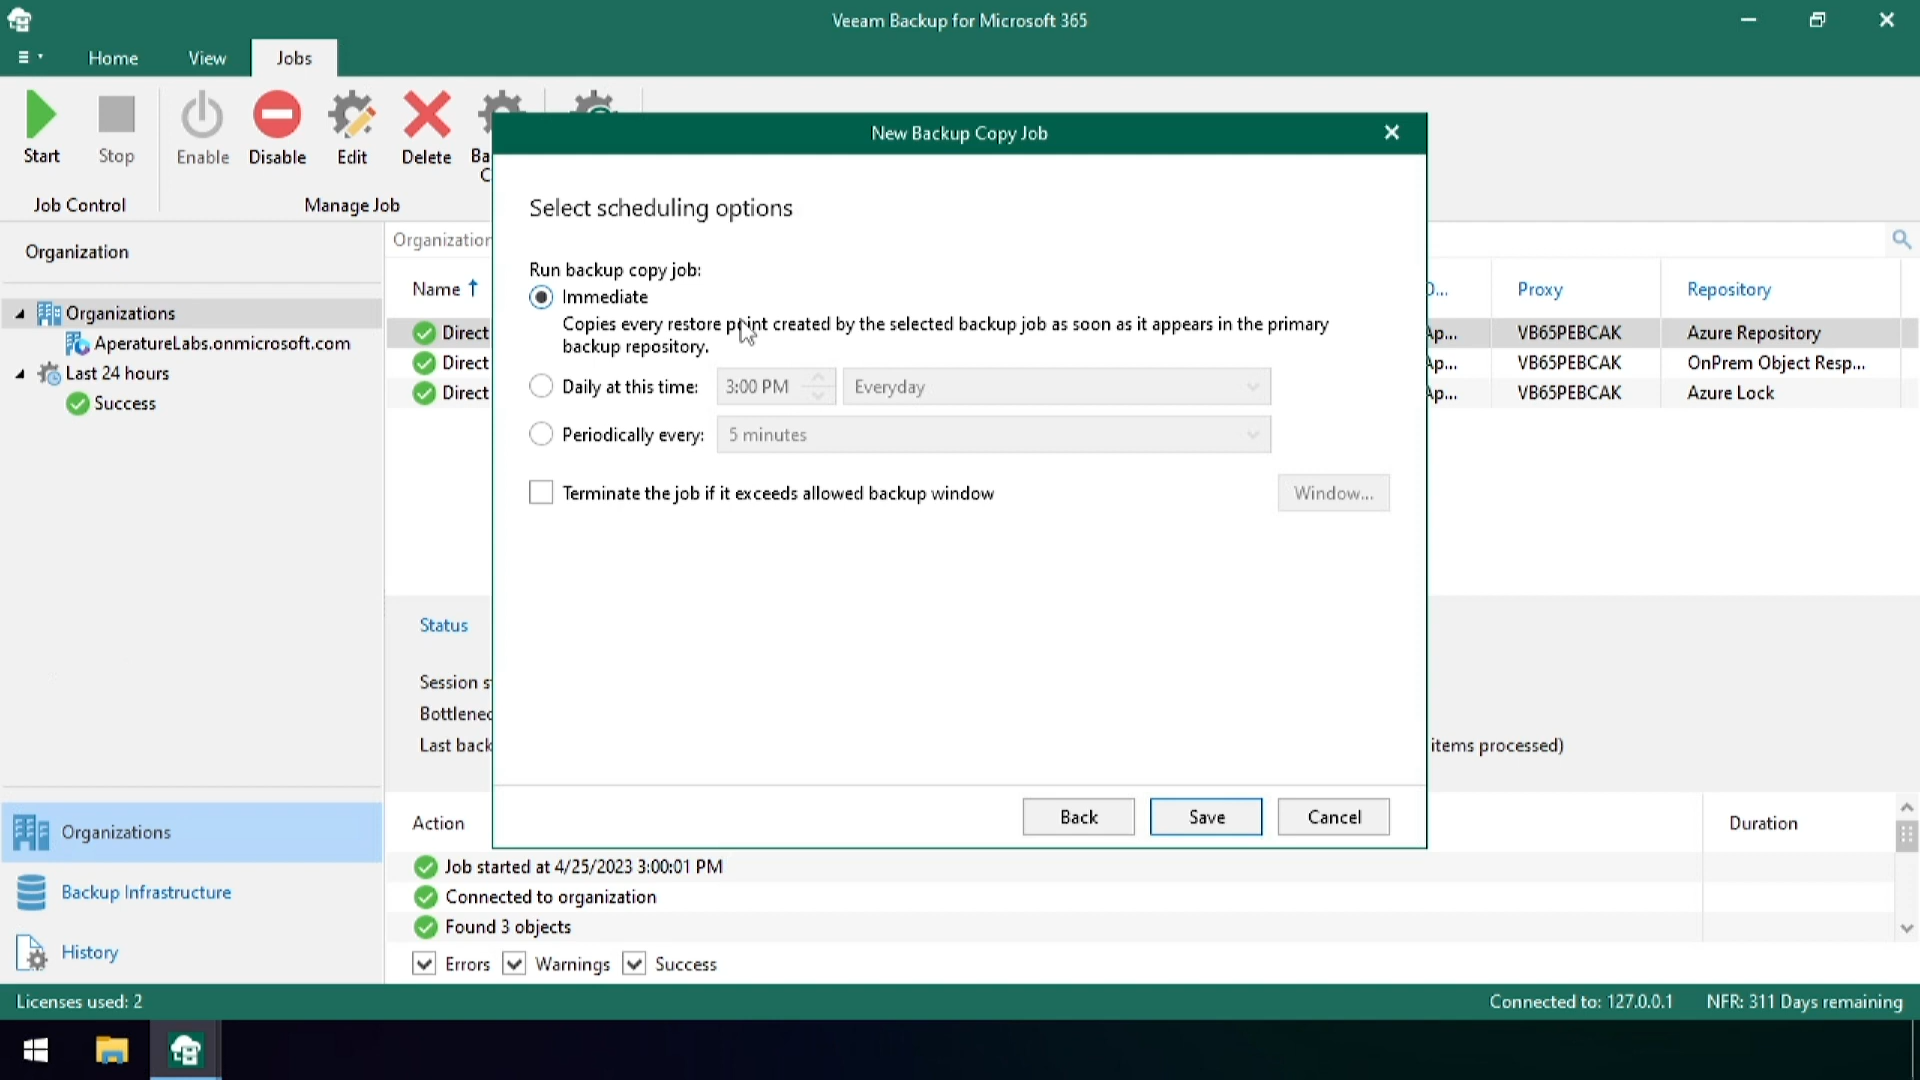 Veeam Backup for Microsoft 365
Home
View
Jobs
Start
Stop
Enable
Disable
Edit
Delete
Job Control
Manage Job
New Backup Copy Job
Select scheduling options
Run backup copy job:
Immediate
Copies every restore point created by the selected backup job as soon as it appears in the primary
backup repository.
Daily at this time:
3:00 PM
Everyday
Periodically every:
5 minutes
Terminate the job if it exceeds allowed backup window
Window...
Back
Save
Cancel
Organization
Organizations
AperatureLabs.onmicrosoft.com
Last 24 hours
Success
Organization
Name
Proxy
Repository
Direct
VB65PEBCAK
Azure Repository
Direct
VB65PEBCAK
OnPrem Object Resp...
Direct
VB65PEBCAK
Azure Lock
Status
Session
items processed)
Action
Duration
Job started at 4/25/2023 3:00:01 PM
Connected to organization
Found 3 objects
Errors
Warnings
Success
Organizations
Backup Infrastructure
History
Licenses used: 2
Connected to: 127.0.0.1
NFR: 311 Days remaining